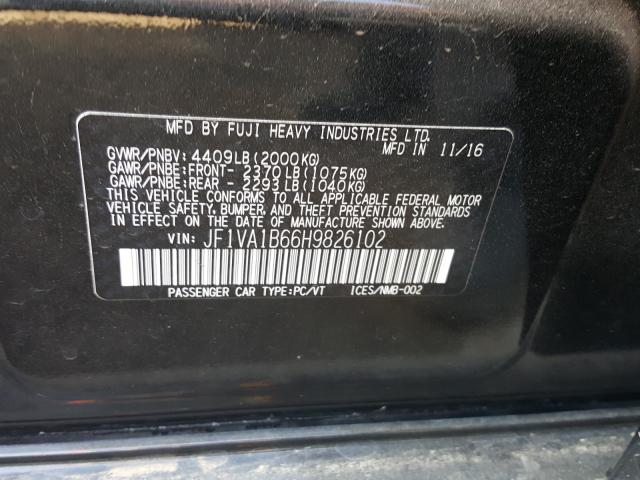 MFD BY FUJI HEAVY INDUSTRIES LTD.
MFD IN 11/16
GVWR/PNBV: 4409LB(2000KG)
GAWR/PNBE:FRONT- 2370LB(1075KG)
GAWR/PNBE:REAR - 2293LB(1040KG)
THIS VEHICLE CONFORMS TO ALL APPLICABLE FEDERAL MOTOR
VEHICLE SAFETY, BUMPER, AND THEFT PREVENTION STANDARDS
IN EFFECT ON THE DATE OF MANUFACTURE SHOWN ABOVE.
VIN: JF1VA1B66H9826102
PASSENGER CAR TYPE:PC/VT ICES/NMB-002